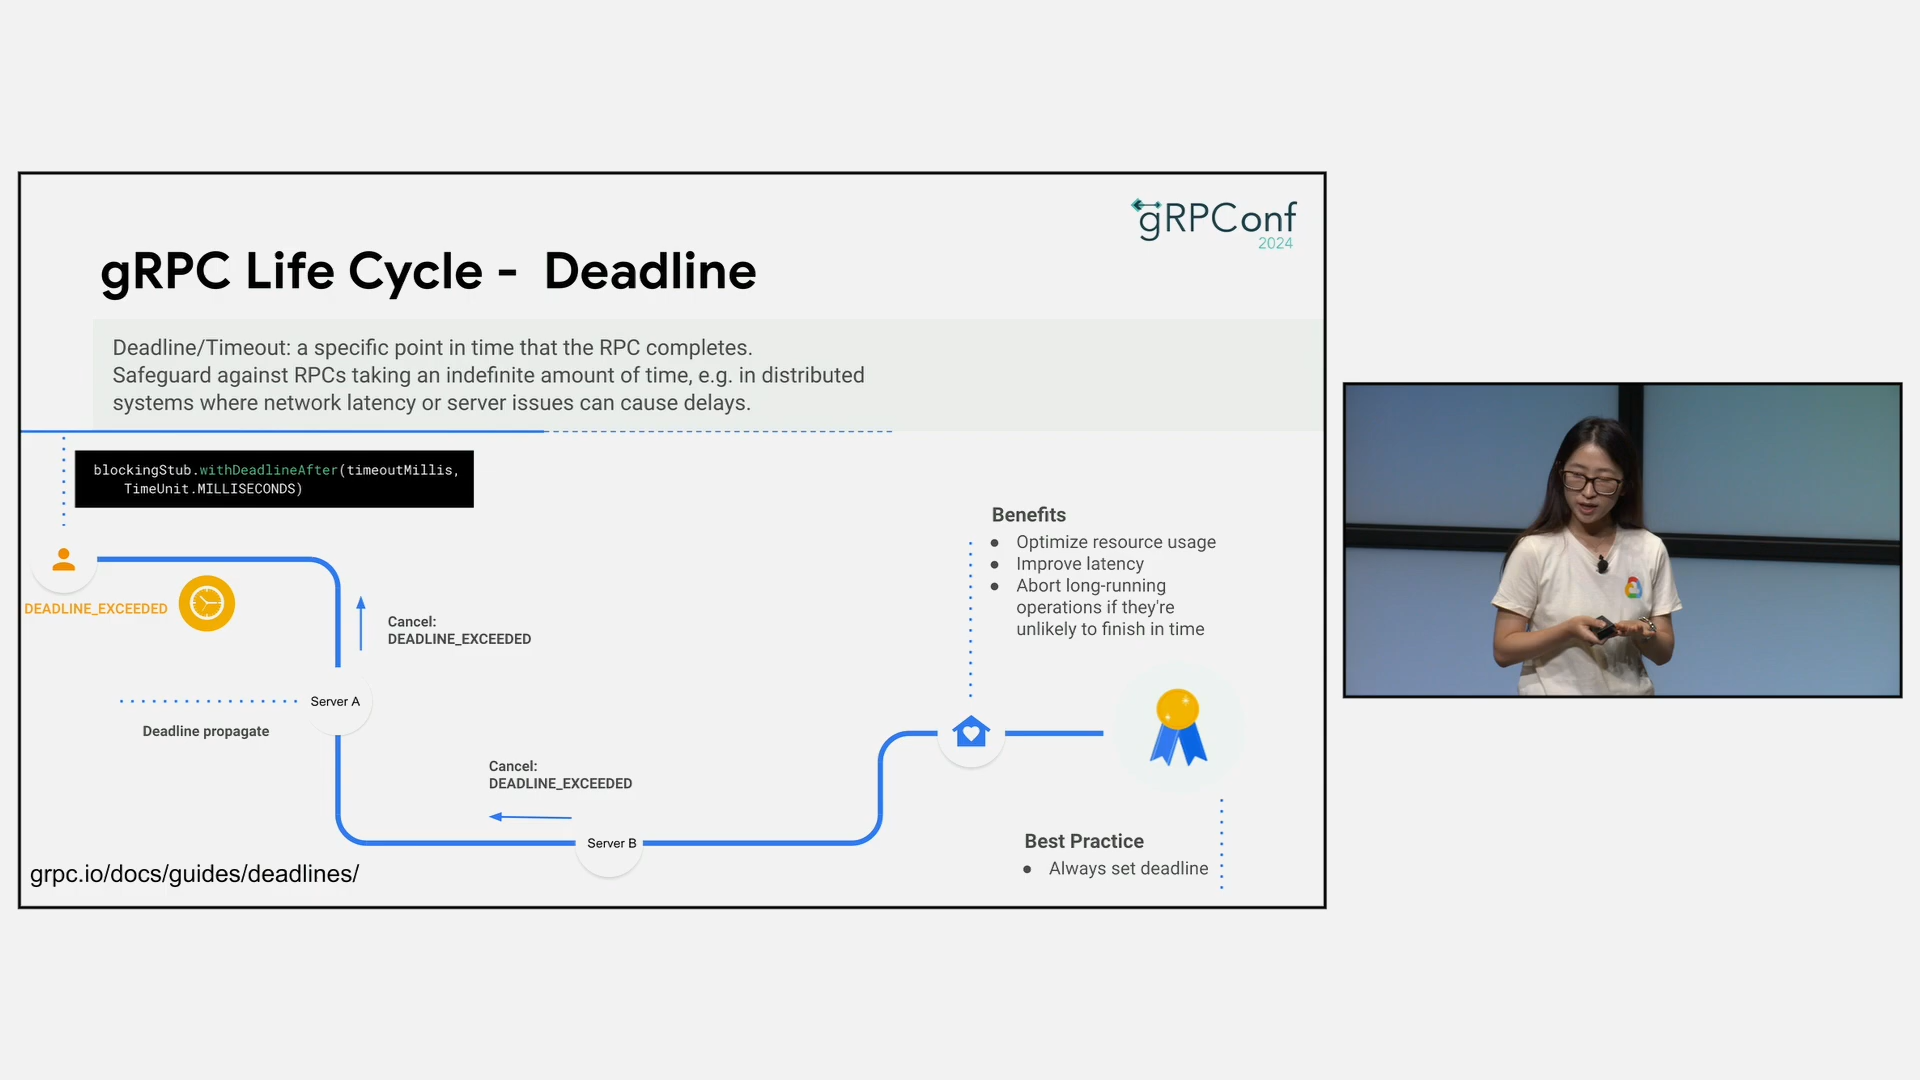 gRPConf
2024
gRPC Life Cycle - Deadline
Deadline/Timeout: a specific point in time that the RPC completes.
Safeguard against RPCs taking an indefinite amount of time, e.g. in distributed
systems where network latency or server issues can cause delays.
blockingStub.withDeadlineAfter(timeoutMillis,
TimeUnit.MILLISECONDS)
DEADLINE_EXCEEDED
Cancel:
DEADLINE_EXCEEDED
Server A
Deadline propagate
Cancel:
DEADLINE_EXCEEDED
Server B
Benefits
● Optimize resource usage
● Improve latency
● Abort long-running
operations if they're
unlikely to finish in time
Best Practice
● Always set deadline
grpc.io/docs/guides/deadlines/